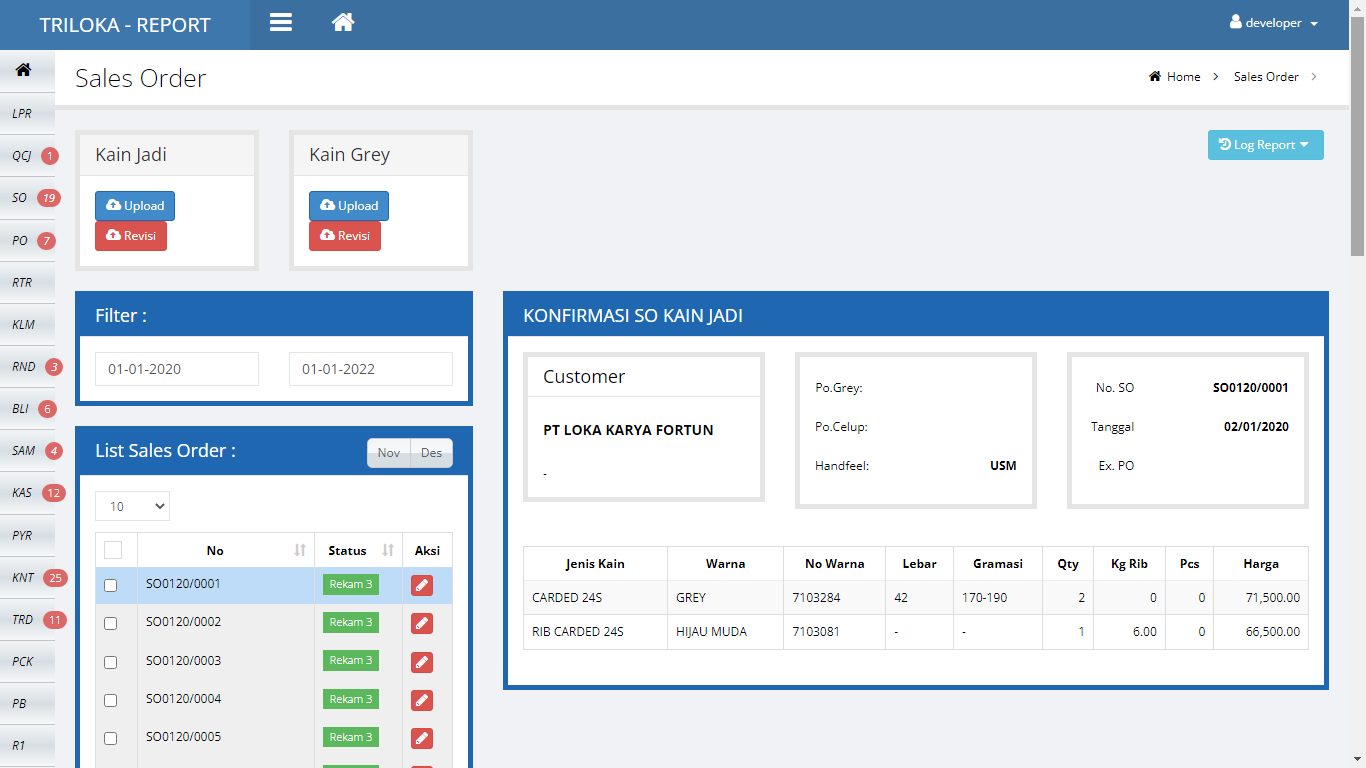 TRILOKA - REPORT
developer
Sales Order
Home > Sales Order >
LPR
QCJ 1
SO 19
PO 7
RTR
KLM
RND 3
BLI 6
SAM 4
KAS 12
PYR
KNT 25
TRD 11
PCK
PB
R1
Kain Jadi
Upload
Revisi
Kain Grey
Upload
Revisi
Log Report
Filter :
01-01-2020 01-01-2022
List Sales Order :
Nov Des
10
No Status Aksi
SO0120/0001 Rekam 3
SO0120/0002 Rekam 3
SO0120/0003 Rekam 3
SO0120/0004 Rekam 3
SO0120/0005 Rekam 3
KONFIRMASI SO KAIN JADI
Customer
PT LOKA KARYA FORTUN
-
Po.Grey:
Po.Celup:
Handfeel: USM
No. SO SO0120/0001
Tanggal 02/01/2020
Ex. PO
Jenis Kain Warna No Warna Lebar Gramasi Qty Kg Rib Pcs Harga
CARDED 24S GREY 7103284 42 170-190 2 0 0 71,500.00
RIB CARDED 24S HIJAU MUDA 7103081 - - 1 6.00 0 66,500.00